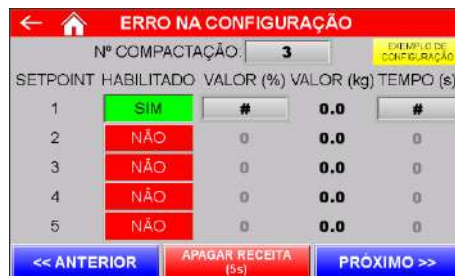 ERRO NA CONFIGURAÇÃO
Nº COMPACTAÇÃO: 3 EXEMPLO DE
CONFIGURAÇÃO
SETPOINT HABILITADO VALOR (%) VALOR (kg) TEMPO (s)
1 SIM # 0.0 #
2 NÃO 0 0.0 0
3 NÃO 0 0.0 0
4 NÃO 0 0.0 0
5 NÃO 0 0.0 0
<< ANTERIOR APAGAR RECEITA
(5s) PRÓXIMO >>